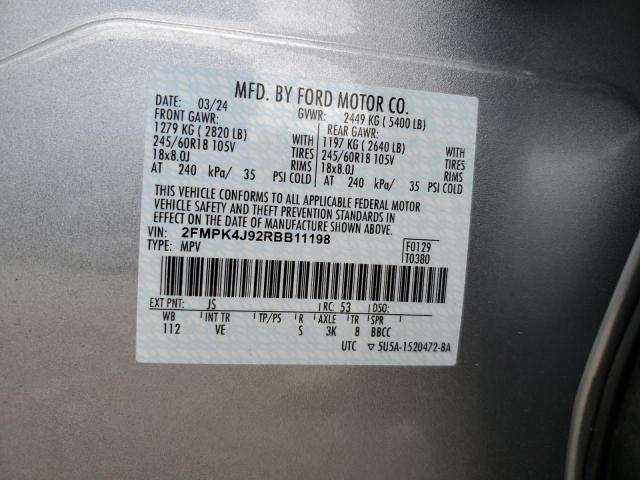 MFD. BY FORD MOTOR CO.
DATE: 03/24 GVWR: 2449 KG ( 5400 LB)
FRONT GAWR: REAR GAWR:
1279 KG ( 2820 LB) 1197 KG ( 2640 LB)
245/60R18 105V TIRES 245/60R18 105V TIRES
18x8.0J RIMS 18x8.0J RIMS
AT 240 kPa/ 35 PSI COLD AT 240 kPa/ 35 PSI COLD
THIS VEHICLE CONFORMS TO ALL APPLICABLE FEDERAL MOTOR
VEHICLE SAFETY AND THEFT PREVENTION STANDARDS IN
EFFECT ON THE DATE OF MANUFACTURE SHOWN ABOVE.
VIN: 2FMPK4J92RBB11198
TYPE: MPV
F0129
T0380
EXT PNT: JS RC: 53 DSO:
WB INT TR TP/PS R AXLE TR SPR
112 VE S 3K 8 BBCC
UTC ▽ 5U5A-1520472-BA